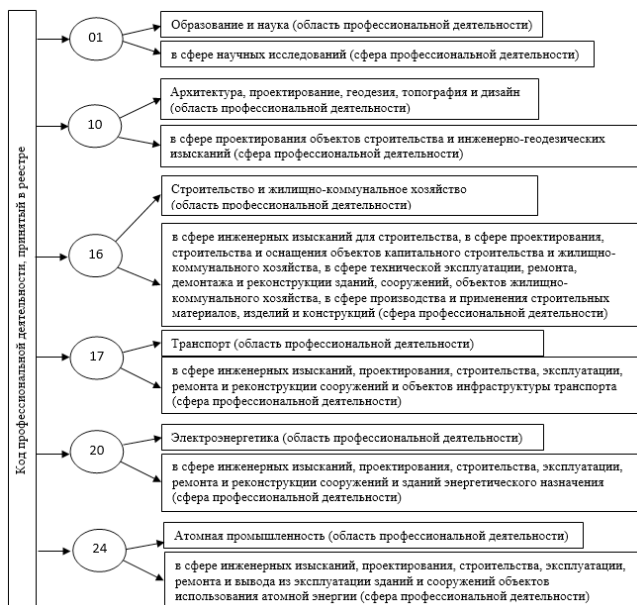 Код профессиональной деятельности, принятый в реестре
01
Образование и наука (область профессиональной деятельности)
в сфере научных исследований (сфера профессиональной деятельности)
10
Архитектура, проектирование, геодезия, топография и дизайн
(область профессиональной деятельности)
в сфере проектирования объектов строительства и инженерно-геодезических
изысканий (сфера профессиональной деятельности)
16
Строительство и жилищно-коммунальное хозяйство
(область профессиональной деятельности)
в сфере инженерных изысканий для строительства, в сфере проектирования,
строительства и оснащения объектов капитального строительства и жилищно-
коммунального хозяйства, в сфере технической эксплуатации, ремонта,
демонтажа и реконструкции зданий, сооружений, объектов жилищно-
коммунального хозяйства, в сфере производства и применения строительных
материалов, изделий и конструкций (сфера профессиональной деятельности)
17
Транспорт (область профессиональной деятельности)
в сфере инженерных изысканий, проектирования, строительства, эксплуатации,
ремонта и реконструкции сооружений и объектов инфраструктуры транспорта
(сфера профессиональной деятельности)
20
Электроэнергетика (область профессиональной деятельности)
в сфере инженерных изысканий, проектирования, строительства, эксплуатации,
ремонта и реконструкции сооружений и зданий энергетического назначения
(сфера профессиональной деятельности)
24
Атомная промышленность (область профессиональной деятельности)
в сфере инженерных изысканий, проектирования, строительства, эксплуатации,
ремонта и вывода из эксплуатации зданий и сооружений объектов
использования атомной энергии (сфера профессиональной деятельности)